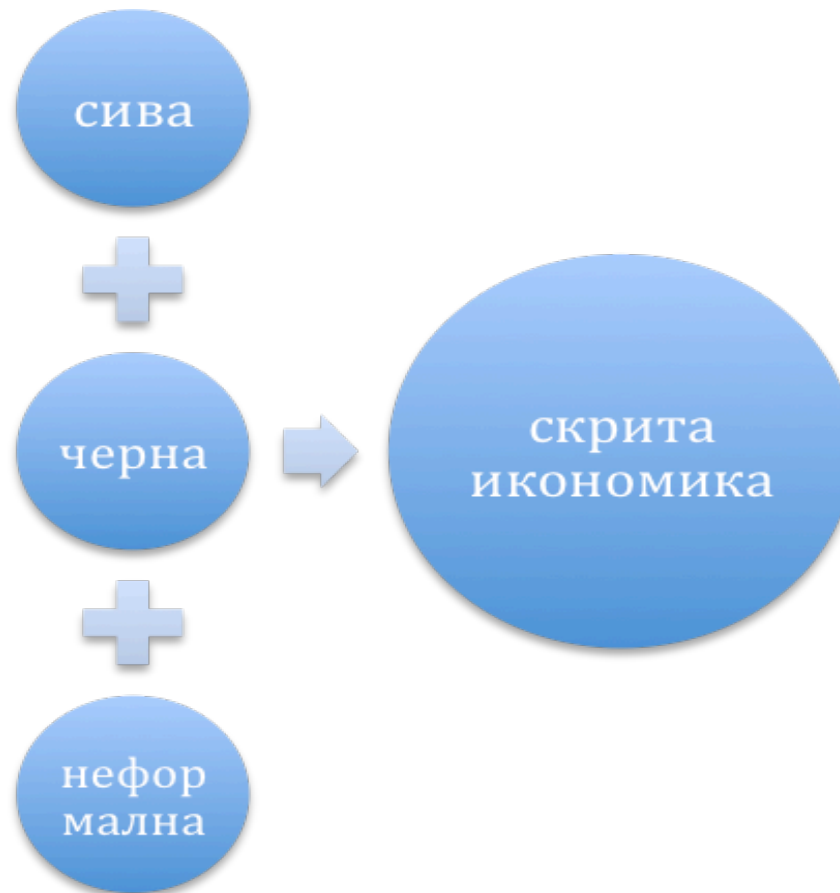 сива
черна
нефор
мална
скрита
икономика